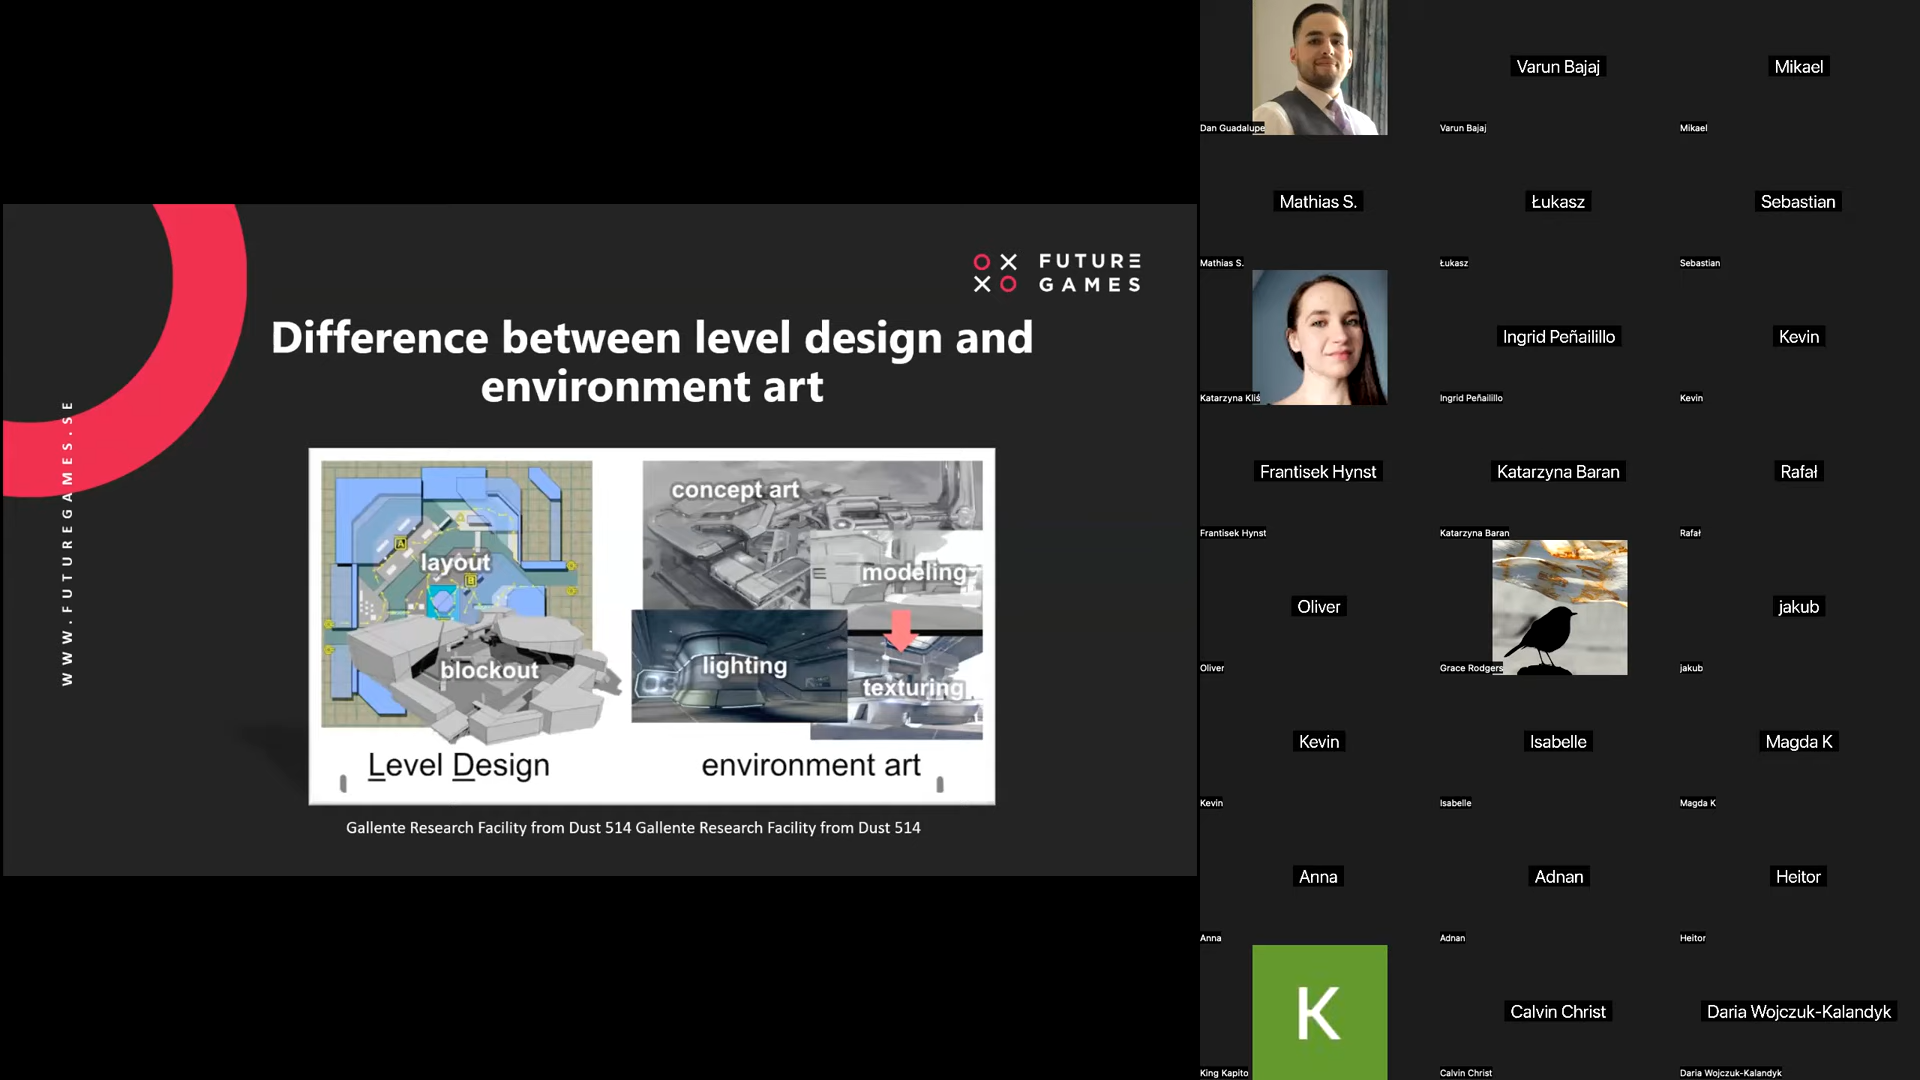 FUTURE
GAMES
Difference between level design and
environment art
WWW.FUTUREGAMES.SE
layout
blockout
Level Design
concept art
modeling
lighting
texturing
environment art
A
B
03
Gallente Research Facility from Dust 514 Gallente Research Facility from Dust 514
Dan Guadalupe
Varun Bajaj
Varun Bajaj
Mikael
Mikael
Mathias S.
Mathias S.
Łukasz
Łukasz
Sebastian
Sebastian
Katarzyna Kliś
Ingrid Peñailillo
Ingrid Peñailillo
Kevin
Kevin
Frantisek Hynst
Frantisek Hynst
Katarzyna Baran
Katarzyna Baran
Rafał
Rafał
Oliver
Oliver
Grace Rodgers
jakub
jakub
Kevin
Kevin
Isabelle
Isabelle
Magda K
Magda K
Anna
Anna
Adnan
Adnan
Heitor
Heitor
K
King Kapito
Calvin Christ
Calvin Christ
Daria Wojczuk-Kalandyk
Daria Wojczuk-Kalandyk